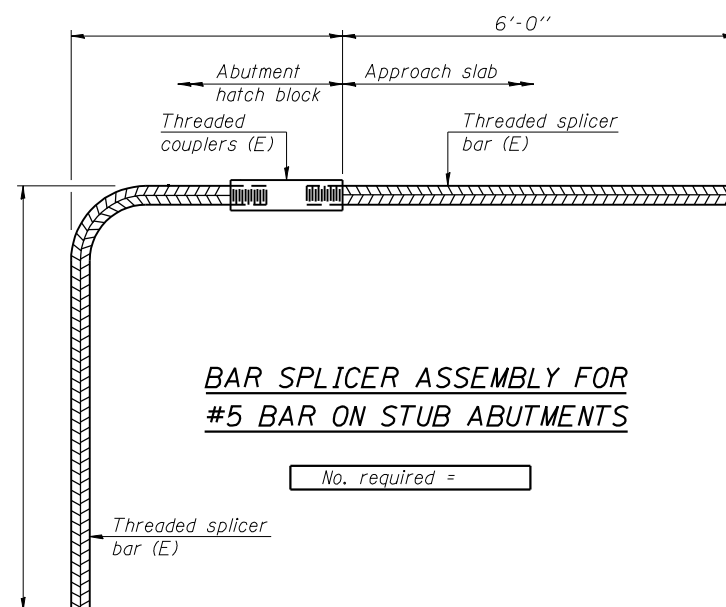 6'-0"
Abutment
hatch block
Approach slab
Threaded
couplers (E)
Threaded splicer
bar (E)
BAR SPLICER ASSEMBLY FOR
#5 BAR ON STUB ABUTMENTS
No. required =
Threaded splicer
bar (E)